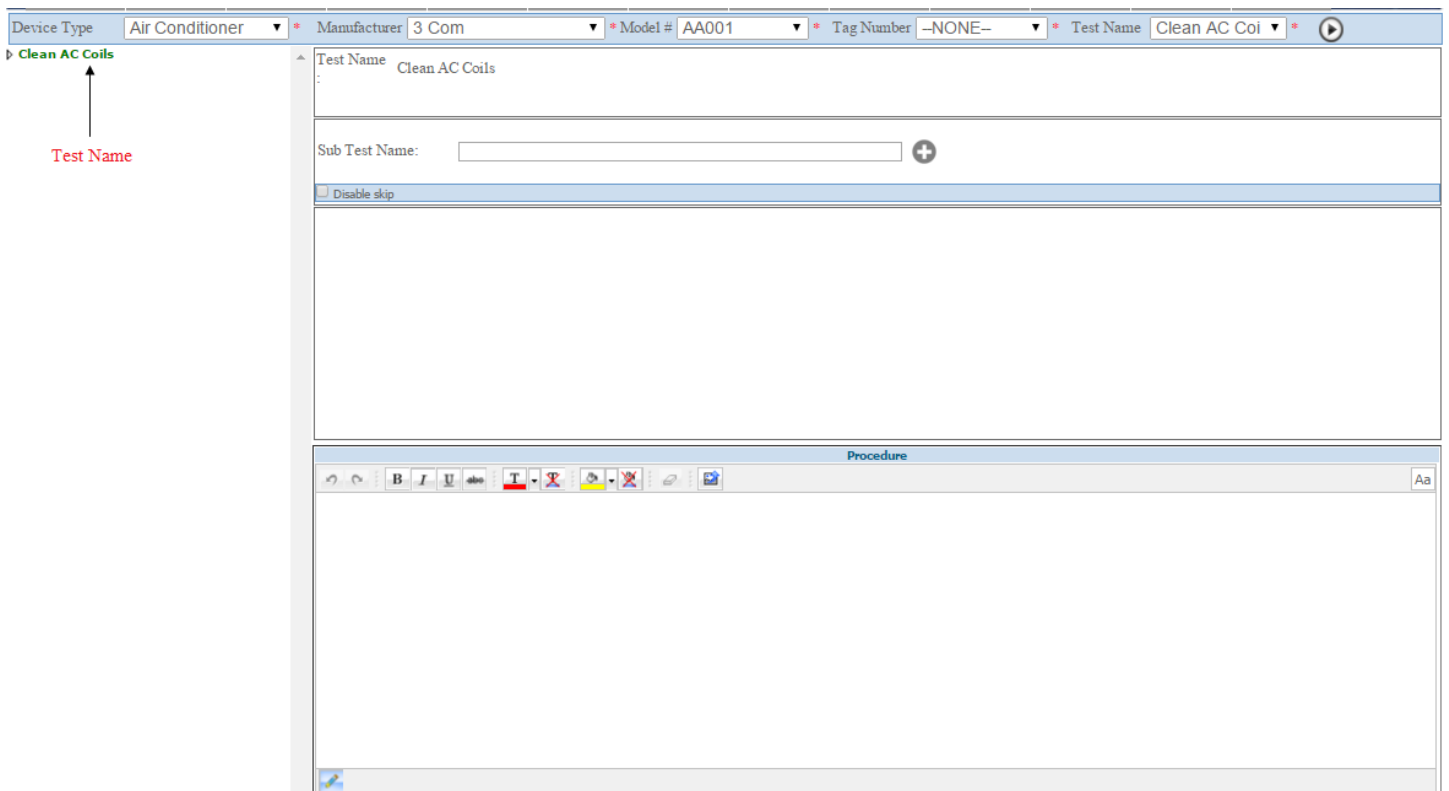 Device Type Air Conditioner * Manufacturer 3 Com * Model # AA001 * Tag Number --NONE-- * Test Name Clean AC Coi *
Clean AC Coils
Test Name
Test Name
:
Clean AC Coils
Sub Test Name:
Disable skip
Procedure
B I U abc T T Aa